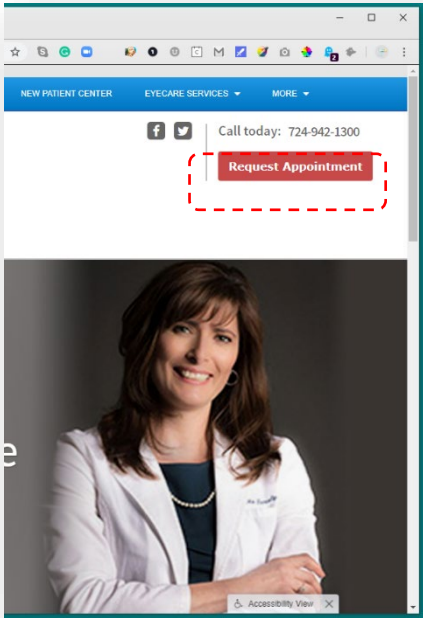 NEW PATIENT CENTER EYECARE SERVICES MORE
Call today: 724-942-1300
Request Appointment
e
Accessibility View